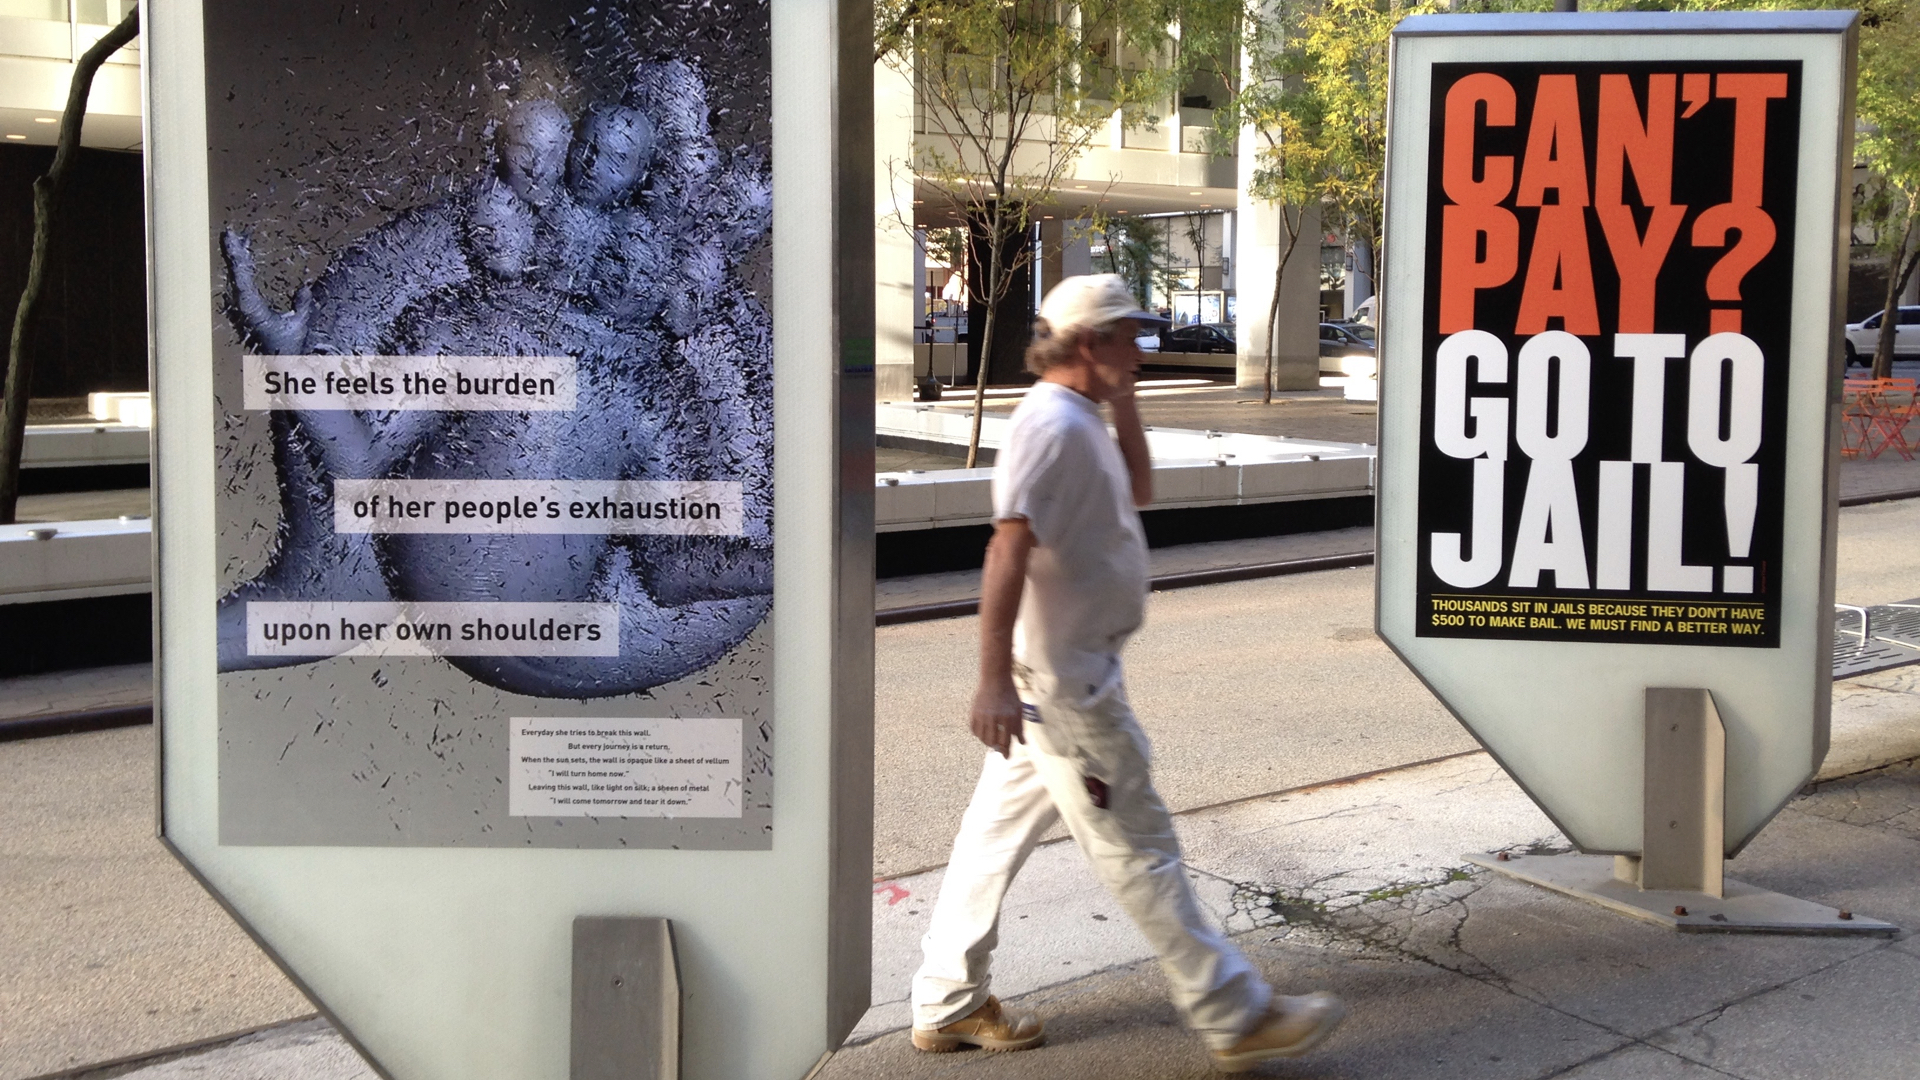 She feels the burden
of her people's exhaustion
upon her own shoulders
Everyday she tries to break this wall.
But every journey is a return.
When the sun sets, the wall is opaque like a sheet of vellum
"I will turn home now."
Leaving this wall, like light on silk; a sheen of metal
"I will come tomorrow and tear it down."
CAN'T
PAY?
GO TO
JAIL!
THOUSANDS SIT IN JAILS BECAUSE THEY DON'T HAVE
$500 TO MAKE BAIL. WE MUST FIND A BETTER WAY.